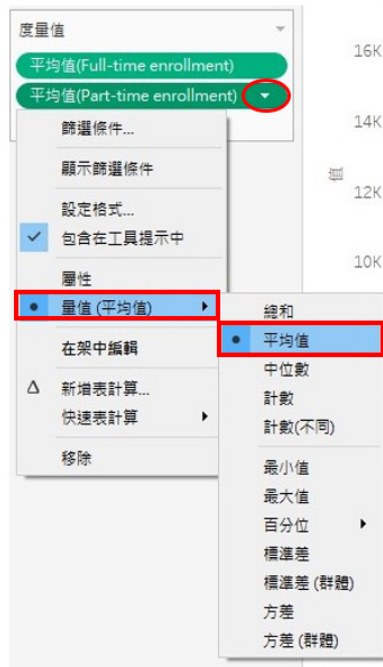 度量值
平均值(Full-time enrollment)
平均值(Part-time enrollment)
篩選條件...
顯示篩選條件
設定格式...
包含在工具提示中
屬性
量值 (平均值)
在架中編輯
新增表計算...
快速表計算
移除
總和
平均值
中位數
計數
計數(不同)
最小值
最大值
百分位
標準差
標準差 (群體)
方差
方差 (群體)
16K
14K
值
12K
10K